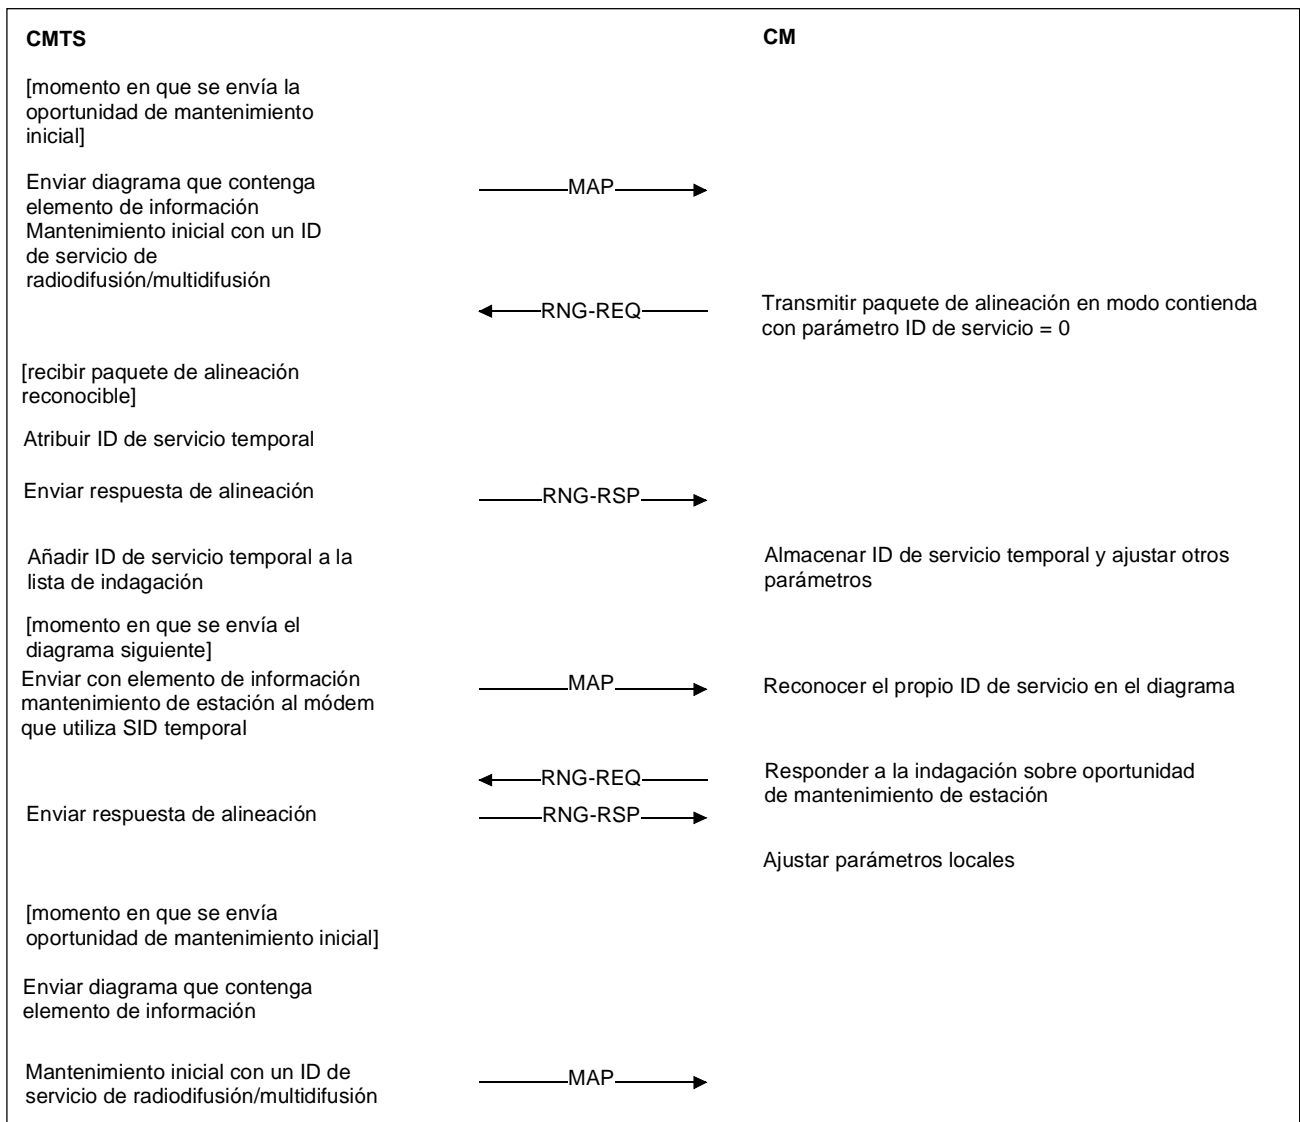 CMTS
CM
[momento en que se envía la
oportunidad de mantenimiento
inicial]
Enviar diagrama que contenga
elemento de información
Mantenimiento inicial con un ID
de servicio de
radiodifusión/multidifusión
MAP
RNG-REQ
Transmitir paquete de alineación en modo contienda
con parámetro ID de servicio = 0
[recibir paquete de alineación
reconocible]
Atribuir ID de servicio temporal
Enviar respuesta de alineación
RNG-RSP
Añadir ID de servicio temporal a la
lista de indagación
Almacenar ID de servicio temporal y ajustar otros
parámetros
[momento en que se envía el
diagrama siguiente]
Enviar con elemento de información
mantenimiento de estación al módem
que utiliza SID temporal
MAP
Reconocer el propio ID de servicio en el diagrama
RNG-REQ
Responder a la indagación sobre oportunidad
de mantenimiento de estación
Enviar respuesta de alineación
RNG-RSP
Ajustar parámetros locales
[momento en que se envía
oportunidad de mantenimiento inicial]
Enviar diagrama que contenga
elemento de información
Mantenimiento inicial con un ID de
servicio de radiodifusión/multidifusión
MAP